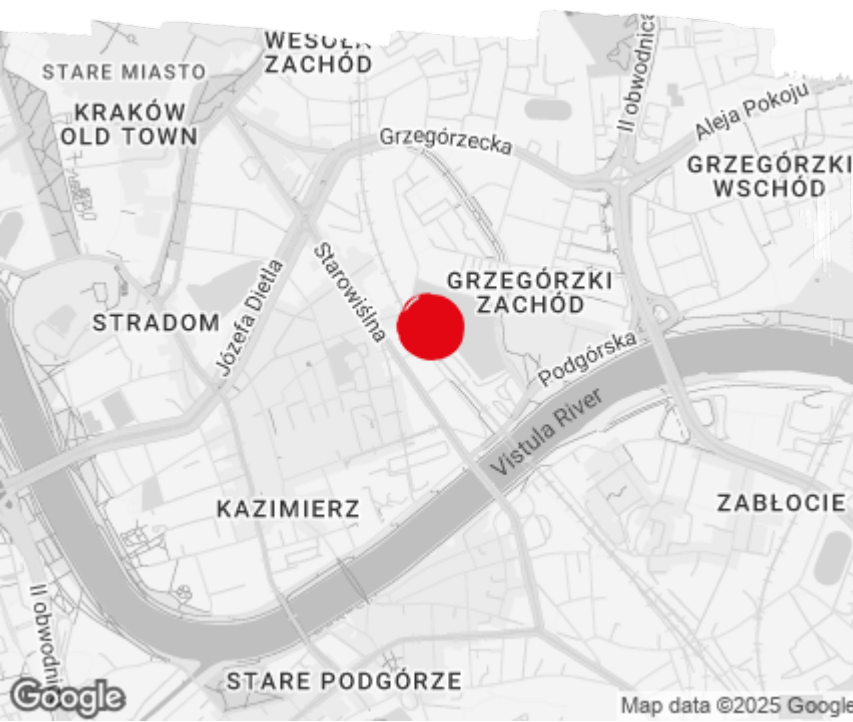 WESOŁA
ZACHÓD
II obwodnica
STARE MIASTO
Aleja Pokoju
KRAKÓW
OLD TOWN
Grzegórzecka
GRZEGÓRZKI
WSCHÓD
Starowiślna
Józefa Dietla
GRZEGÓRZKI
ZACHÓD
STRADOM
Podgórska
Vistula River
KAZIMIERZ
ZABŁOCIE
II obwodni
STARE PODGÓRZE
Google
Map data ©2025 Google